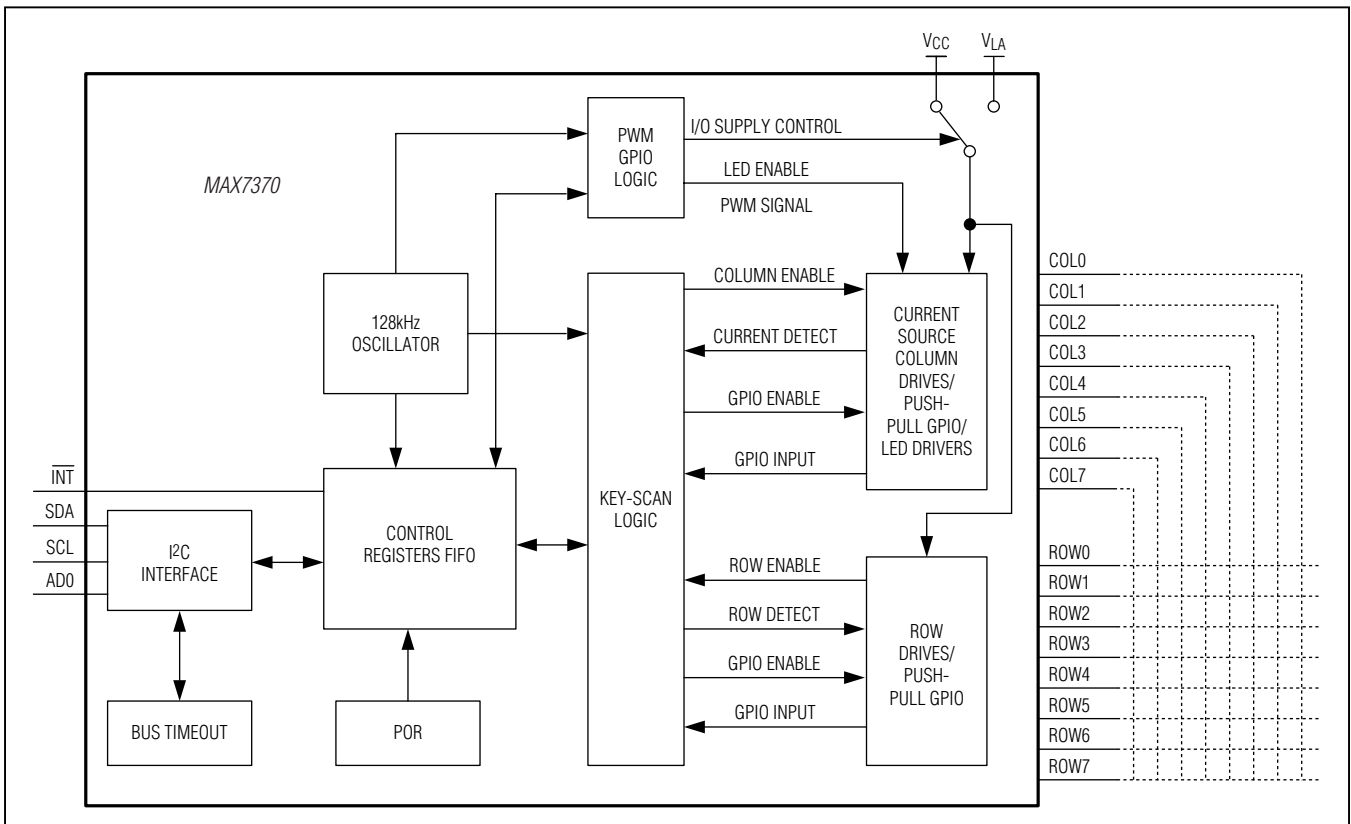 VCC
VLA
MAX7370
PWM
GPIO
LOGIC
I/O SUPPLY CONTROL
LED ENABLE
PWM SIGNAL
128kHz
OSCILLATOR
COLUMN ENABLE
CURRENT DETECT
GPIO ENABLE
GPIO INPUT
CURRENT
SOURCE
COLUMN
DRIVES/
PUSH-
PULL GPIO/
LED DRIVERS
COL0
COL1
COL2
COL3
COL4
COL5
COL6
COL7
INT
SDA
SCL
AD0
I2C
INTERFACE
CONTROL
REGISTERS FIFO
KEY-SCAN
LOGIC
ROW ENABLE
ROW DETECT
GPIO ENABLE
GPIO INPUT
ROW
DRIVES/
PUSH-
PULL GPIO
ROW0
ROW1
ROW2
ROW3
ROW4
ROW5
ROW6
ROW7
BUS TIMEOUT
POR